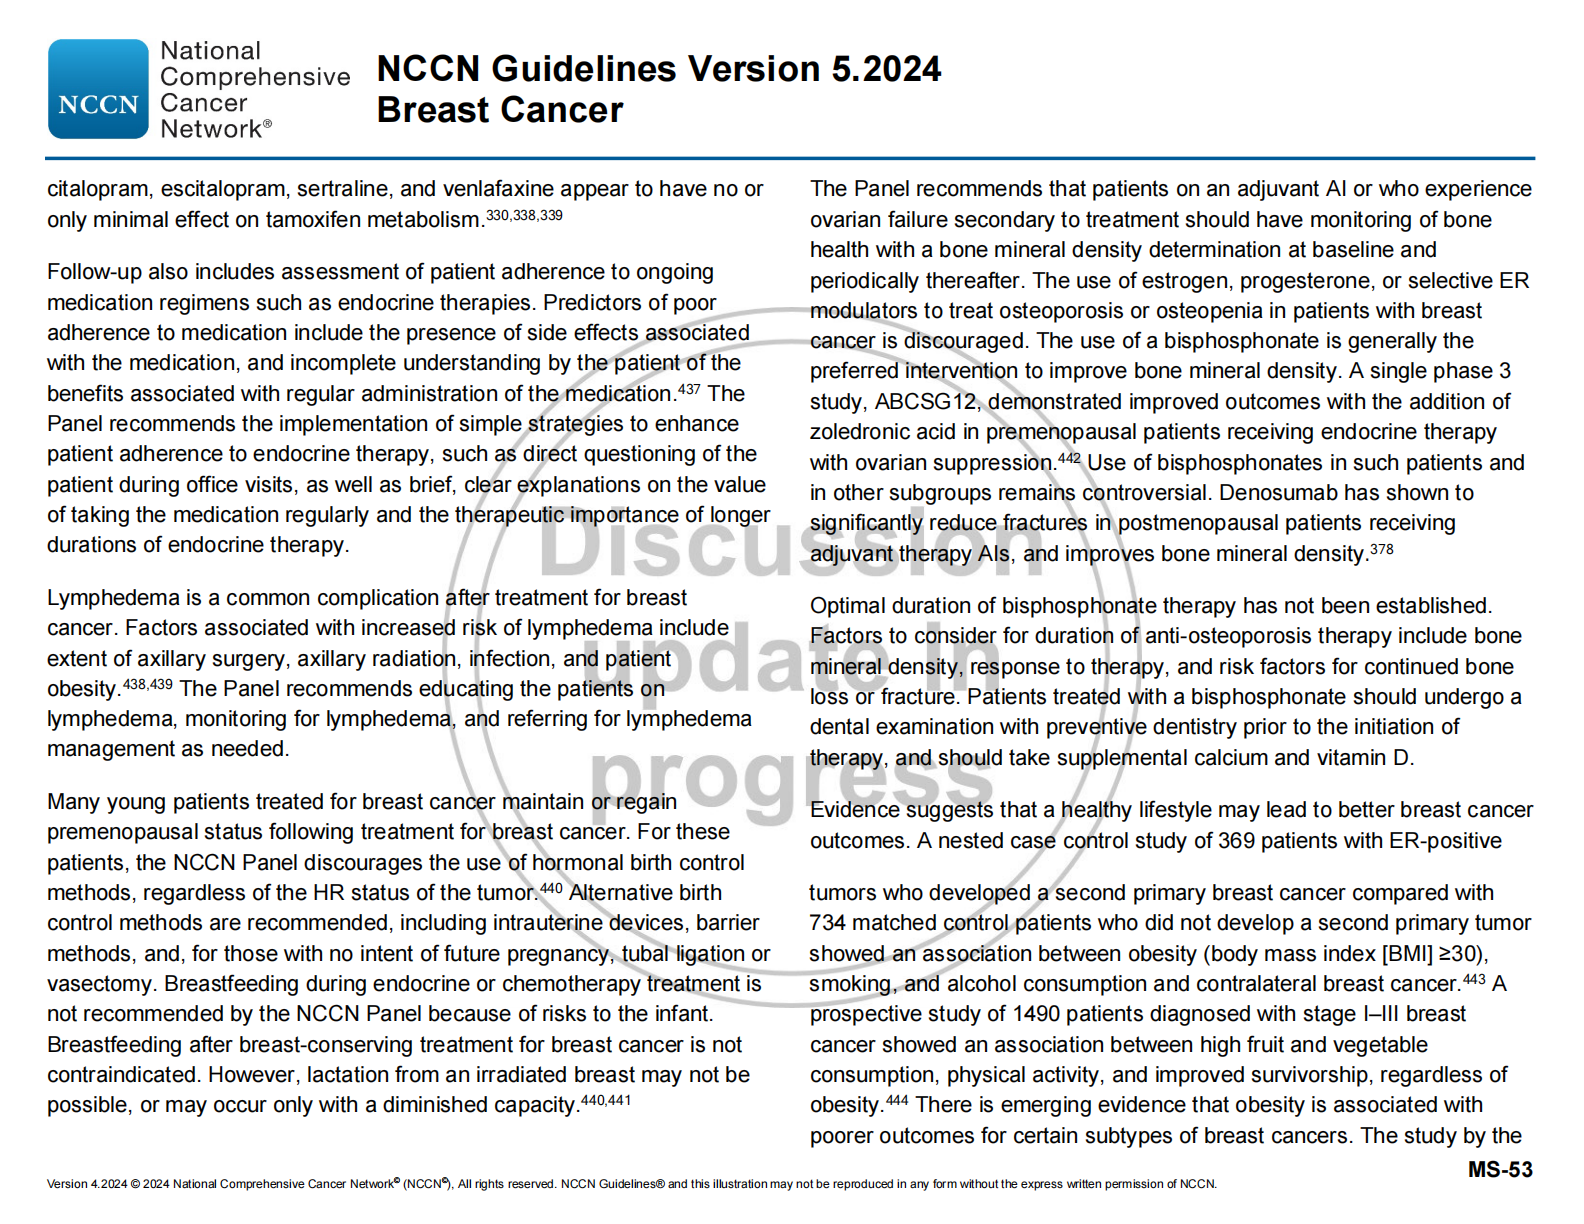 National
Comprehensive
Cancer
Network®
NCCN
NCCN Guidelines Version 5.2024
Breast Cancer
citalopram, escitalopram, sertraline, and venlafaxine appear to have no or
only minimal effect on tamoxifen metabolism.330,338,339
Follow-up also includes assessment of patient adherence to ongoing
medication regimens such as endocrine therapies. Predictors of poor
adherence to medication include the presence of side effects associated
with the medication, and incomplete understanding by the patient of the
benefits associated with regular administration of the medication.437 The
Panel recommends the implementation of simple strategies to enhance
patient adherence to endocrine therapy, such as direct questioning of the
patient during office visits, as well as brief, clear explanations on the value
of taking the medication regularly and the therapeutic importance of longer
durations of endocrine therapy.
Lymphedema is a common complication after treatment for breast
cancer. Factors associated with increased risk of lymphedema include
extent of axillary surgery, axillary radiation, infection, and patient
obesity.438,439 The Panel recommends educating the patients on
lymphedema, monitoring for lymphedema, and referring for lymphedema
management as needed.
Many young patients treated for breast cancer maintain or regain
premenopausal status following treatment for breast cancer. For these
patients, the NCCN Panel discourages the use of hormonal birth control
methods, regardless of the HR status of the tumor.440 Alternative birth
control methods are recommended, including intrauterine devices, barrier
methods, and, for those with no intent of future pregnancy, tubal ligation or
vasectomy. Breastfeeding during endocrine or chemotherapy treatment is
not recommended by the NCCN Panel because of risks to the infant.
Breastfeeding after breast-conserving treatment for breast cancer is not
contraindicated. However, lactation from an irradiated breast may not be
possible, or may occur only with a diminished capacity.440,441
The Panel recommends that patients on an adjuvant AI or who experience
ovarian failure secondary to treatment should have monitoring of bone
health with a bone mineral density determination at baseline and
periodically thereafter. The use of estrogen, progesterone, or selective ER
modulators to treat osteoporosis or osteopenia in patients with breast
cancer is discouraged. The use of a bisphosphonate is generally the
preferred intervention to improve bone mineral density. A single phase 3
study, ABCSG12, demonstrated improved outcomes with the addition of
zoledronic acid in premenopausal patients receiving endocrine therapy
with ovarian suppression.442 Use of bisphosphonates in such patients and
in other subgroups remains controversial. Denosumab has shown to
significantly reduce fractures in postmenopausal patients receiving
adjuvant therapy AIs, and improves bone mineral density.378
Optimal duration of bisphosphonate therapy has not been established.
Factors to consider for duration of anti-osteoporosis therapy include bone
mineral density, response to therapy, and risk factors for continued bone
loss or fracture. Patients treated with a bisphosphonate should undergo a
dental examination with preventive dentistry prior to the initiation of
therapy, and should take supplemental calcium and vitamin D.
Evidence suggests that a healthy lifestyle may lead to better breast cancer
outcomes. A nested case control study of 369 patients with ER-positive
tumors who developed a second primary breast cancer compared with
734 matched control patients who did not develop a second primary tumor
showed an association between obesity (body mass index [BMI] ≥30),
smoking, and alcohol consumption and contralateral breast cancer.443 A
prospective study of 1490 patients diagnosed with stage I–III breast
cancer showed an association between high fruit and vegetable
consumption, physical activity, and improved survivorship, regardless of
obesity.444 There is emerging evidence that obesity is associated with
poorer outcomes for certain subtypes of breast cancers. The study by the
Discussion
update in
progress
MS-53
Version 4.2024 © 2024 National Comprehensive Cancer Network© (NCCN©), All rights reserved. NCCN Guidelines® and this illustration may not be reproduced in any form without the express written permission of NCCN.